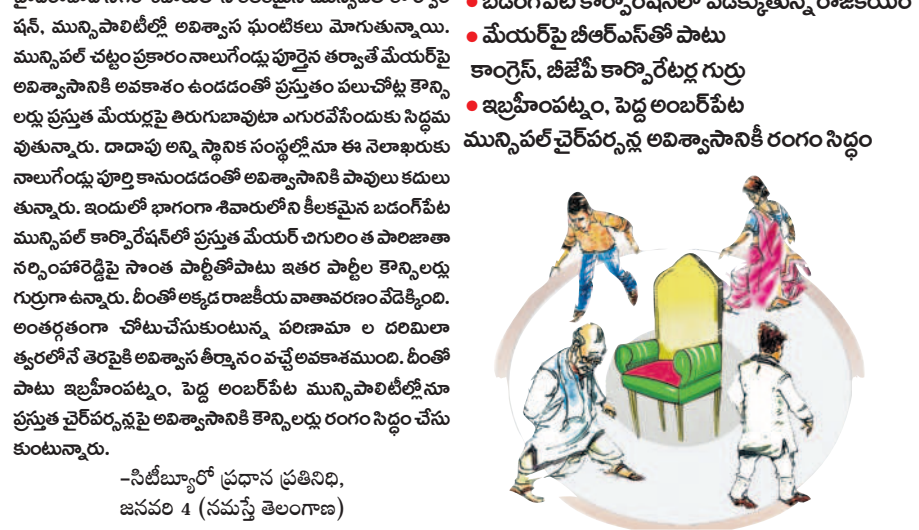 షన్, మున్సిపాలిటీల్లో అవిశ్వాస ఘంటికలు మోగుతున్నాయి.
మున్సిపల్ చట్టం ప్రకారం నాలుగేండ్లు పూర్తైన తర్వాతే మేయర్‌పై
అవిశ్వాసానికి అవకాశం ఉండడంతో ప్రస్తుతం పలుచోట్ల కౌన్సి
లర్లు ప్రస్తుత మేయర్లపై తిరుగుబావుటా ఎగురవేసేందుకు సిద్ధమ
వుతున్నారు. దాదాపు అన్ని స్థానిక సంస్థల్లోనూ ఈ నెలాఖరుకు
నాలుగేండ్లు పూర్తి కానుండడంతో అవిశ్వాసానికి పావులు కదులు
తున్నారు. ఇందులో భాగంగా శివారులోని కీలకమైన బడంగ్‌పేట
మున్సిపల్ కార్పొరేషన్‌లో ప్రస్తుత మేయర్ చిగురింత పారిజాతా
నర్సింహారెడ్డిపై సొంత పార్టీతోపాటు ఇతర పార్టీల కౌన్సిలర్లు
గుర్రుగా ఉన్నారు. దీంతో అక్కడ రాజకీయ వాతావరణం వేడెక్కింది.
అంతర్గతంగా చోటుచేసుకుంటున్న పరిణామా ల దరిమిలా
త్వరలోనే తెరపైకి అవిశ్వాస తీర్మానం వచ్చే అవకాశముంది. దీంతో
పాటు ఇబ్రహీంపట్నం, పెద్ద అంబర్‌పేట మున్సిపాలిటీల్లోనూ
ప్రస్తుత చైర్‌పర్సన్లపై అవిశ్వాసానికి కౌన్సిలర్లు రంగం సిద్ధం చేసు
కుంటున్నారు.
–సిటీబ్యూరో ప్రధాన ప్రతినిధి,
జనవరి 4 (నమస్తే తెలంగాణ)
● బడంగ్‌పేట కార్పొరేషన్‌లో వేడెక్కుతున్న రాజకీయం
● మేయర్‌పై బీఆర్ఎస్‌తో పాటు
కాంగ్రెస్, బీజేపీ కార్పొరేటర్ల గుర్రు
● ఇబ్రహీంపట్నం, పెద్ద అంబర్‌పేట
మున్సిపల్ చైర్‌పర్సన్ల అవిశ్వాసానికీ రంగం సిద్ధం